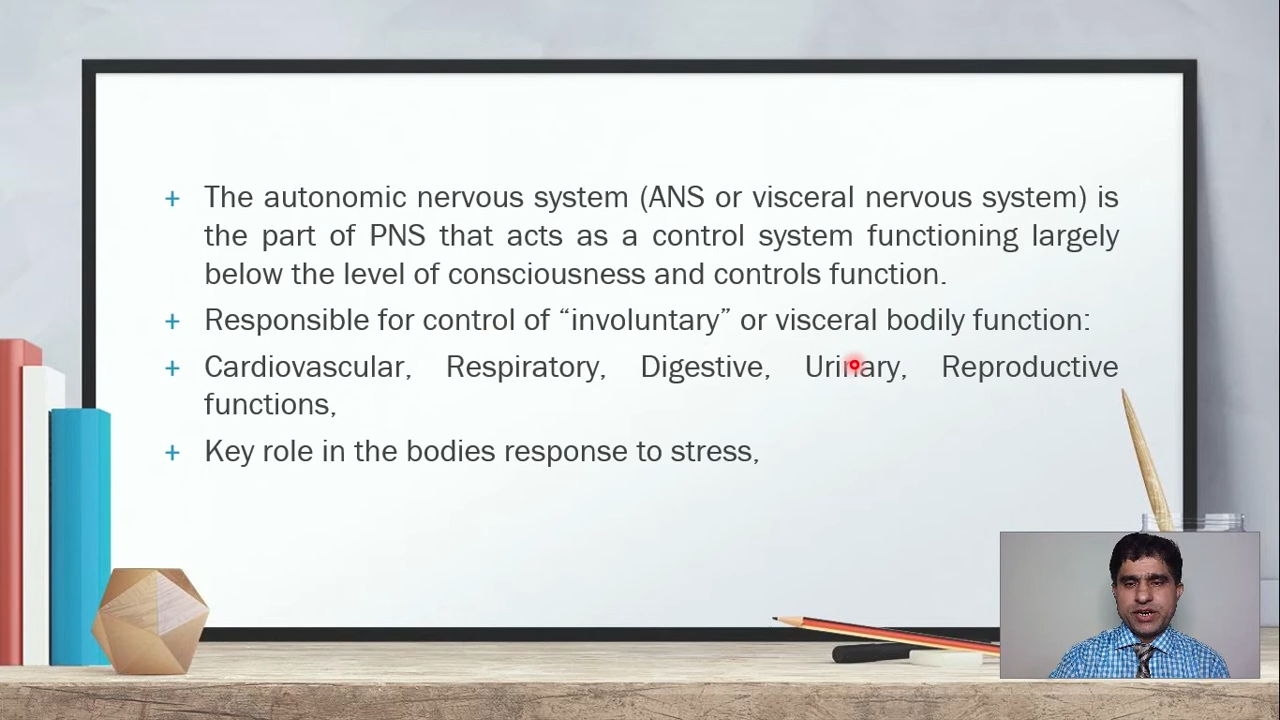 + The autonomic nervous system (ANS or visceral nervous system) is
the part of PNS that acts as a control system functioning largely
below the level of consciousness and controls function.
+ Responsible for control of “involuntary” or visceral bodily function:
+ Cardiovascular, Respiratory, Digestive, Urinary, Reproductive
functions,
+ Key role in the bodies response to stress,